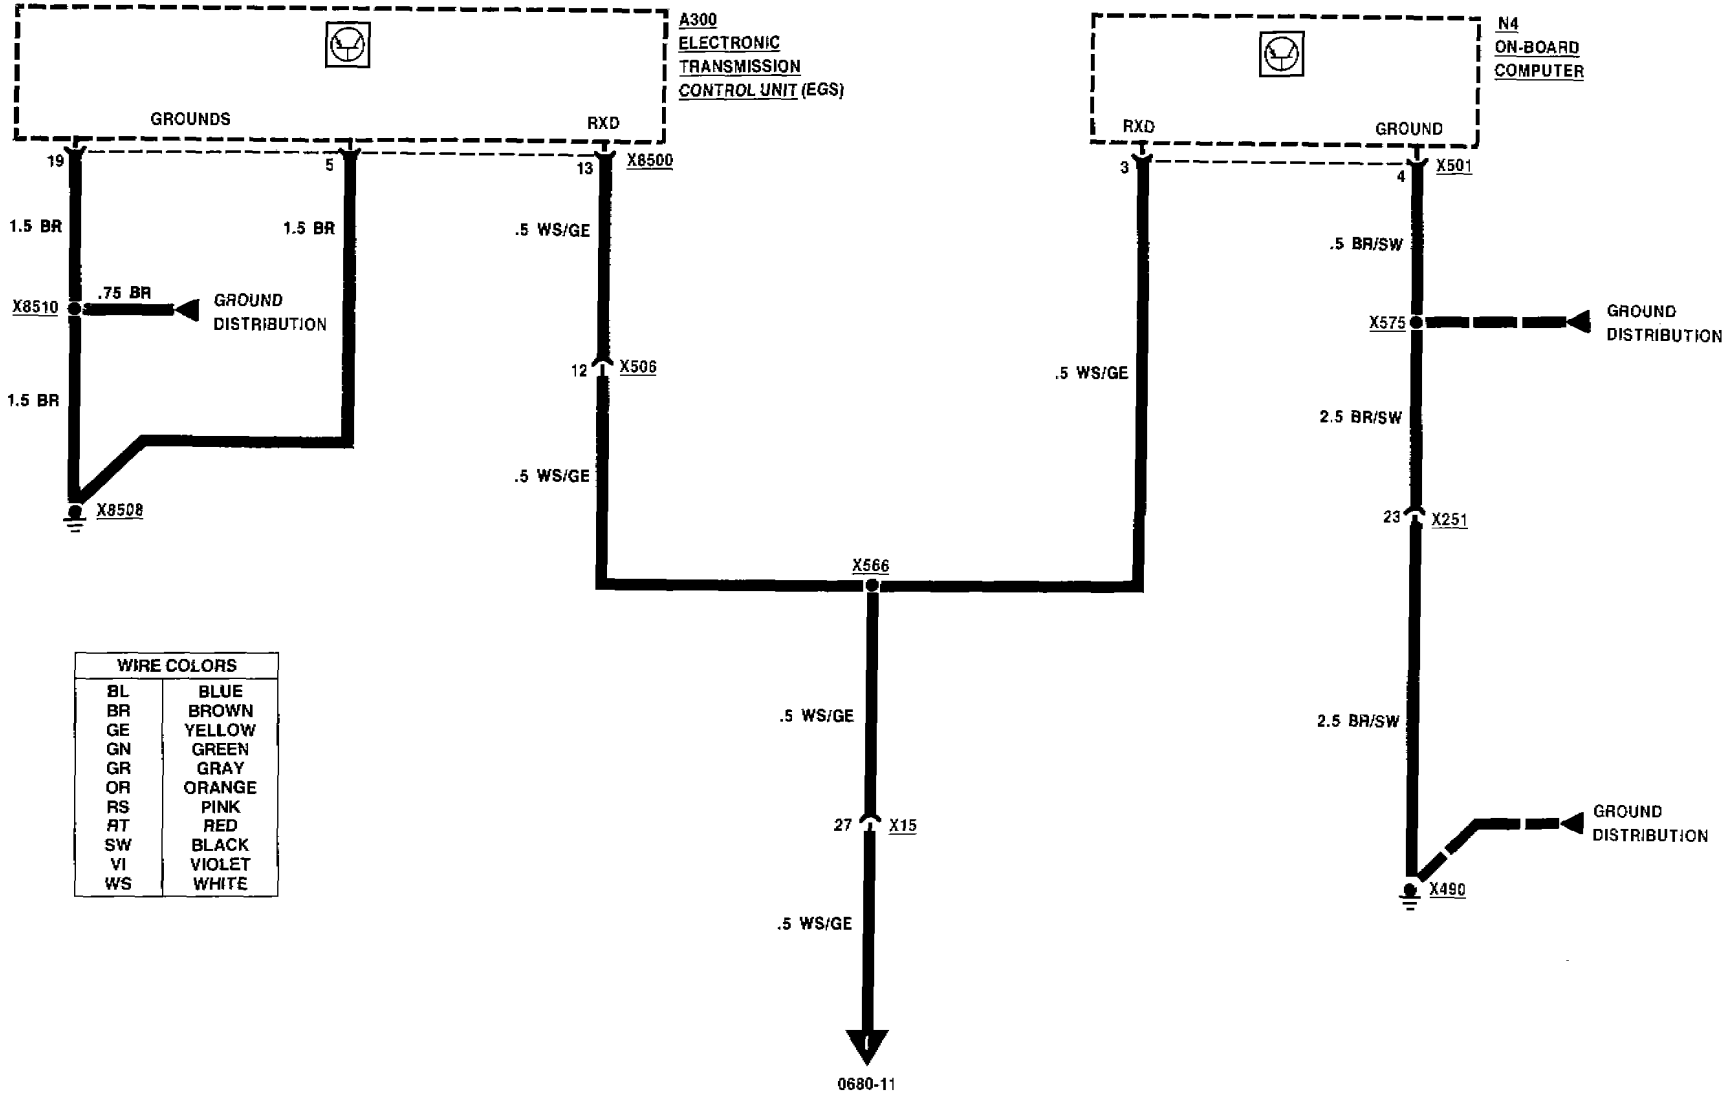 A300
ELECTRONIC
TRANSMISSION
CONTROL UNIT (EGS)
N4
ON-BOARD
COMPUTER
GROUNDS
RXD
RXD
GROUND
19
5
13
X8500
3
4
X501
1.5 BR
1.5 BR
.5 WS/GE
.5 BR/SW
X8510
.75 BR
GROUND
DISTRIBUTION
X575
GROUND
DISTRIBUTION
12
X506
.5 WS/GE
1.5 BR
2.5 BR/SW
.5 WS/GE
X8508
23
X251
X566
WIRE COLORS
BL BLUE
BR BROWN
GE YELLOW
GN GREEN
GR GRAY
OR ORANGE
RS PINK
RT RED
SW BLACK
VI VIOLET
WS WHITE
.5 WS/GE
2.5 BR/SW
27
X15
GROUND
DISTRIBUTION
X490
.5 WS/GE
0680-11